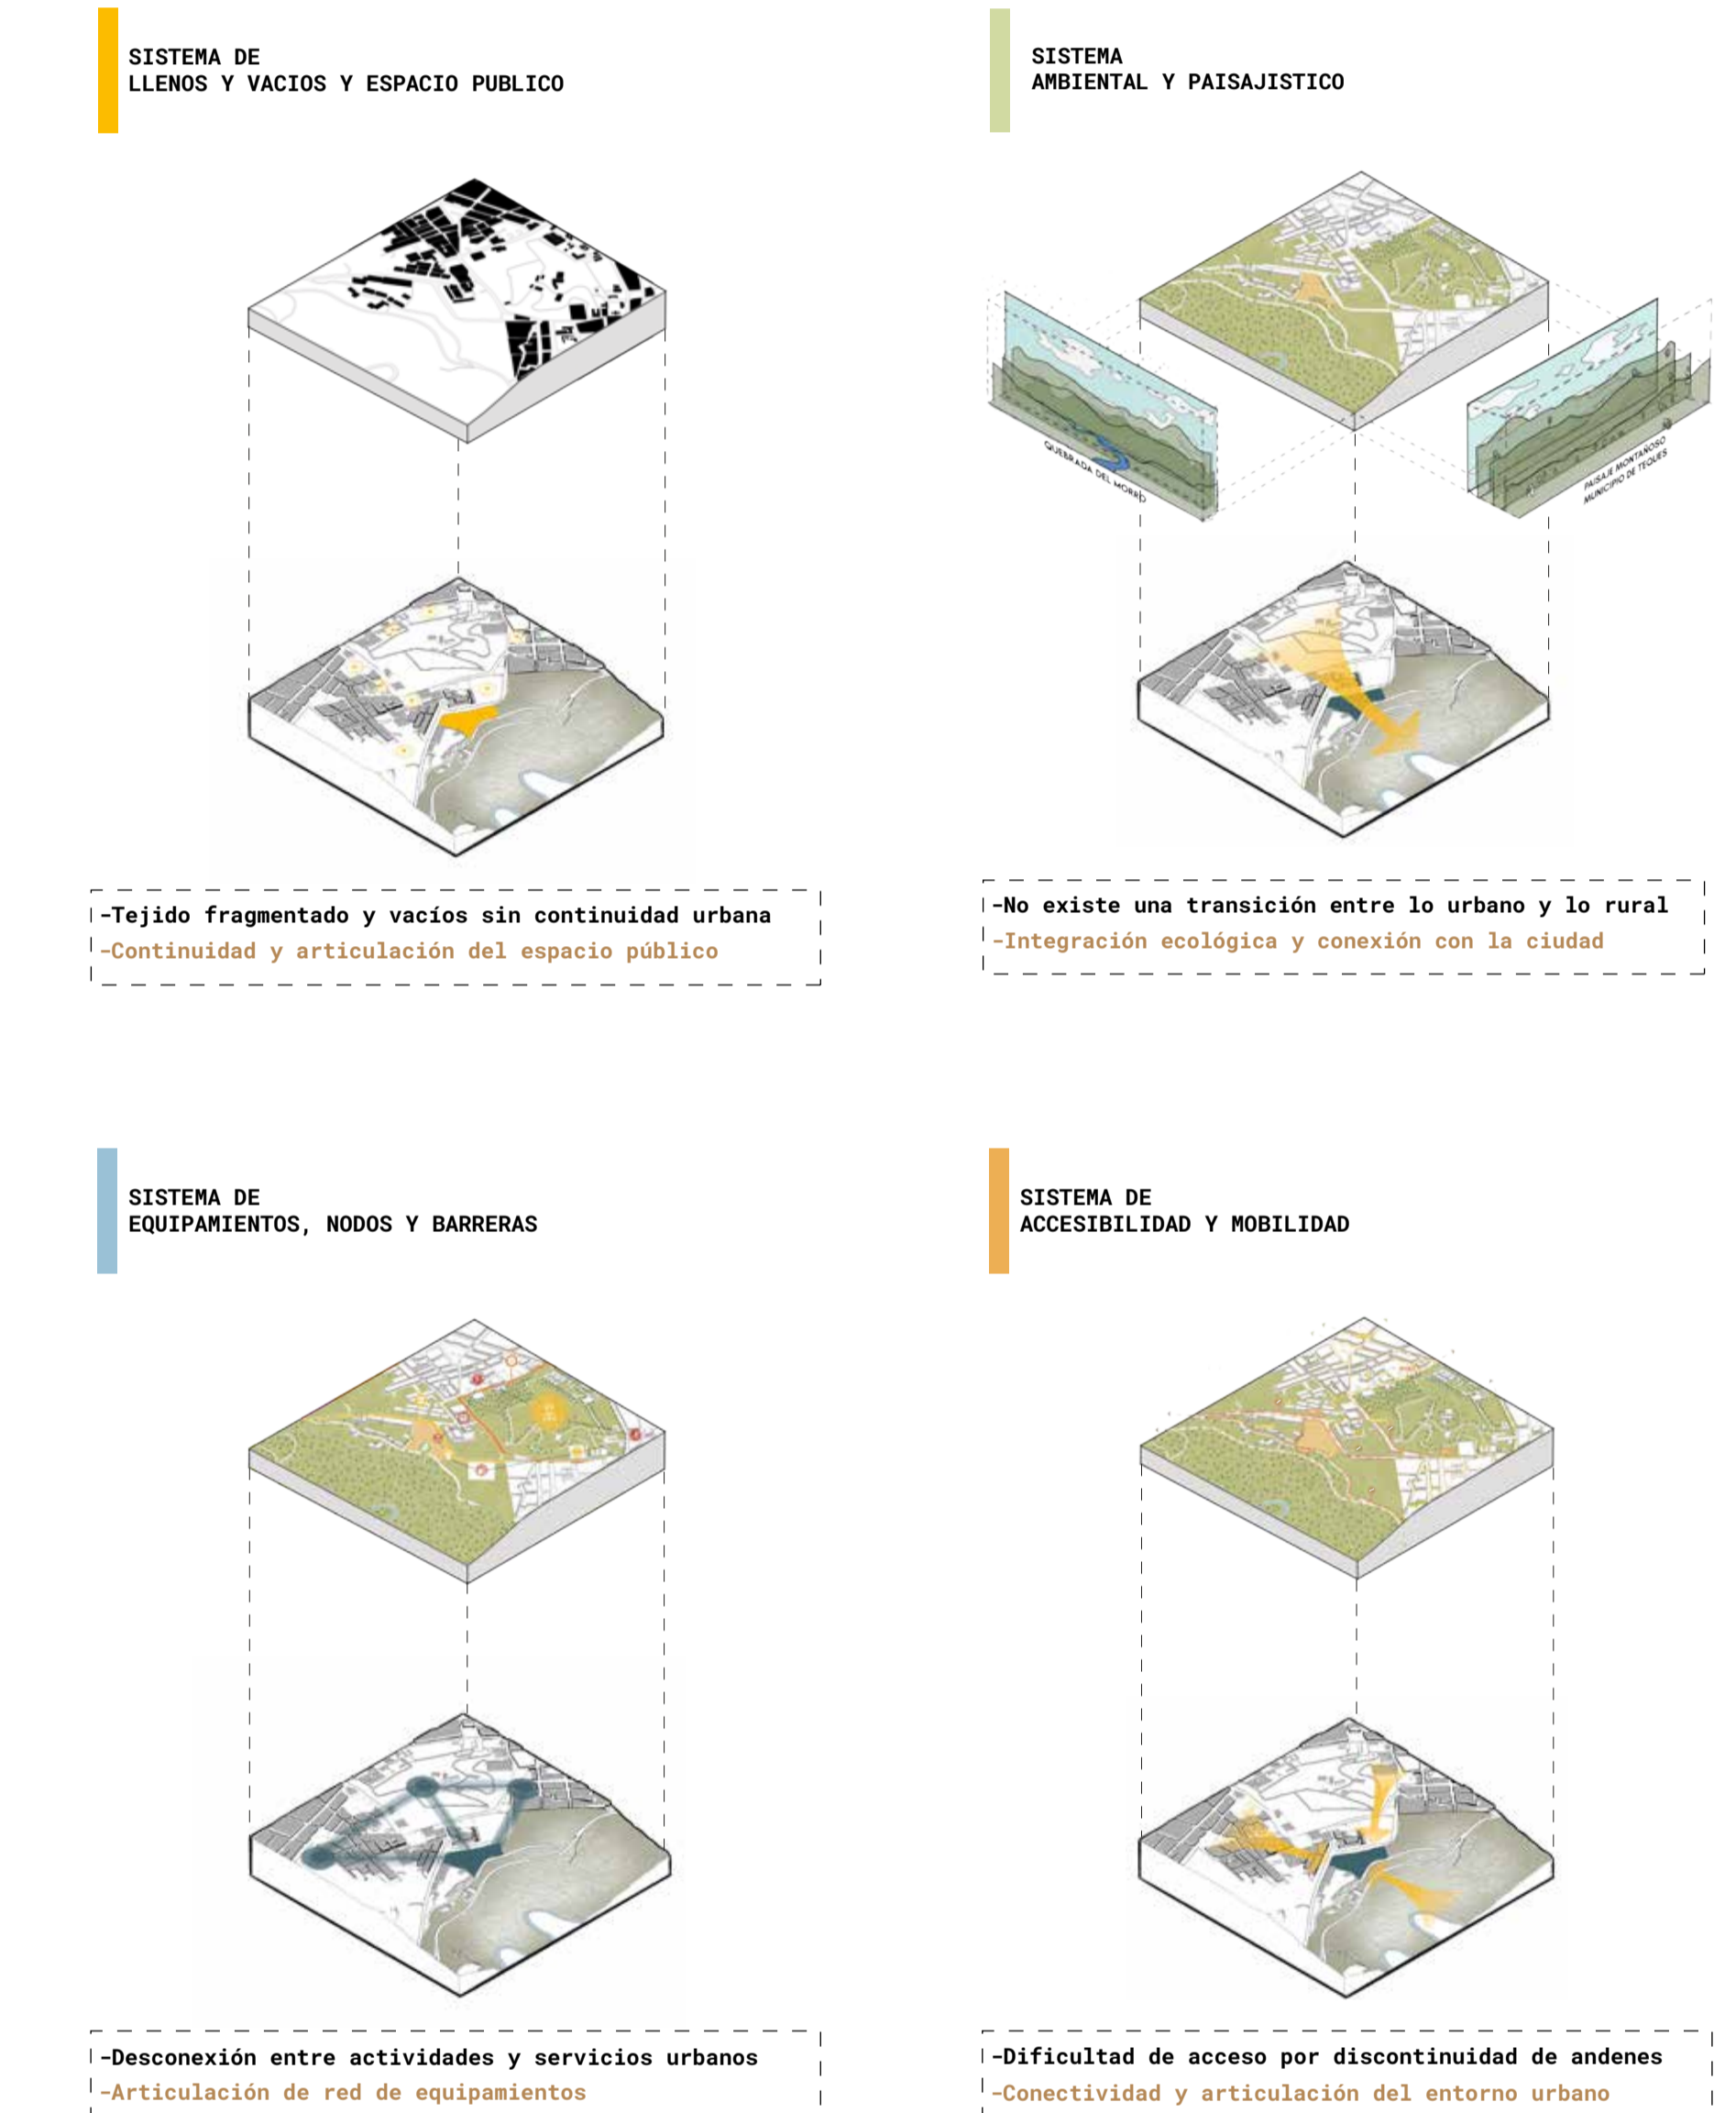 SISTEMA DE
LLENOS Y VACIOS Y ESPACIO PUBLICO
SISTEMA
AMBIENTAL Y PAISAJISTICO
QUEBRADA DEL MORRO
PAISAJE MONTAÑOSO
MUNICIPIO DE TEQUES
-Tejido fragmentado y vacíos sin continuidad urbana
-Continuidad y articulación del espacio público
-No existe una transición entre lo urbano y lo rural
-Integración ecológica y conexión con la ciudad
SISTEMA DE
EQUIPAMIENTOS, NODOS Y BARRERAS
SISTEMA DE
ACCESIBILIDAD Y MOBILIDAD
-Desconexión entre actividades y servicios urbanos
-Articulación de red de equipamientos
-Dificultad de acceso por discontinuidad de andenes
-Conectividad y articulación del entorno urbano